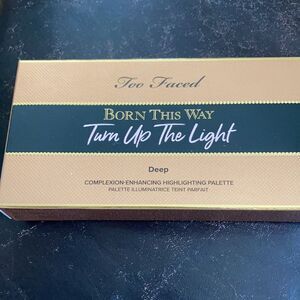 Too Faced
BORN THIS WAY
Turn Up The Light
Deep
COMPLEXION-ENHANCING HIGHLIGHTING PALETTE
PALETTE ILLUMINATRICE TEINT PARFAIT